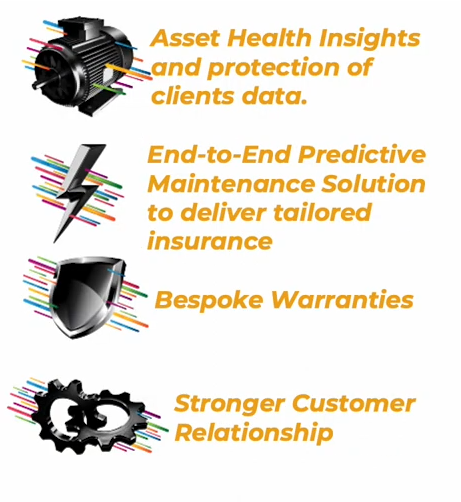 Asset Health Insights
and protection of
clients data.
End-to-End Predictive
Maintenance Solution
to deliver tailored
insurance
Bespoke Warranties
Stronger Customer
Relationship